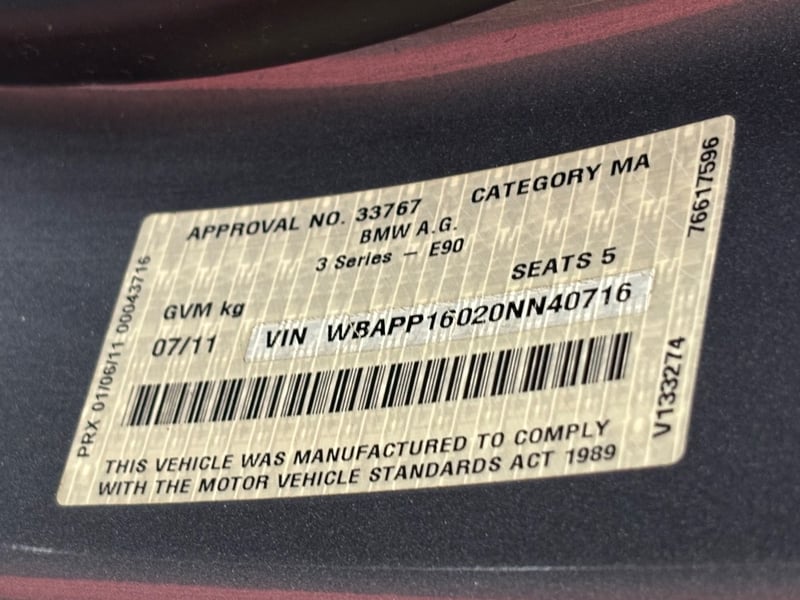 APPROVAL NO. 33767
CATEGORY MA
BMW A.G.
3 Series – E90
SEATS 5
GVM kg
07/11
VIN WBAPP16020NN40716
THIS VEHICLE WAS MANUFACTURED TO COMPLY
WITH THE MOTOR VEHICLE STANDARDS ACT 1989
PRX 01/06/11 00043716
76617596
V133274